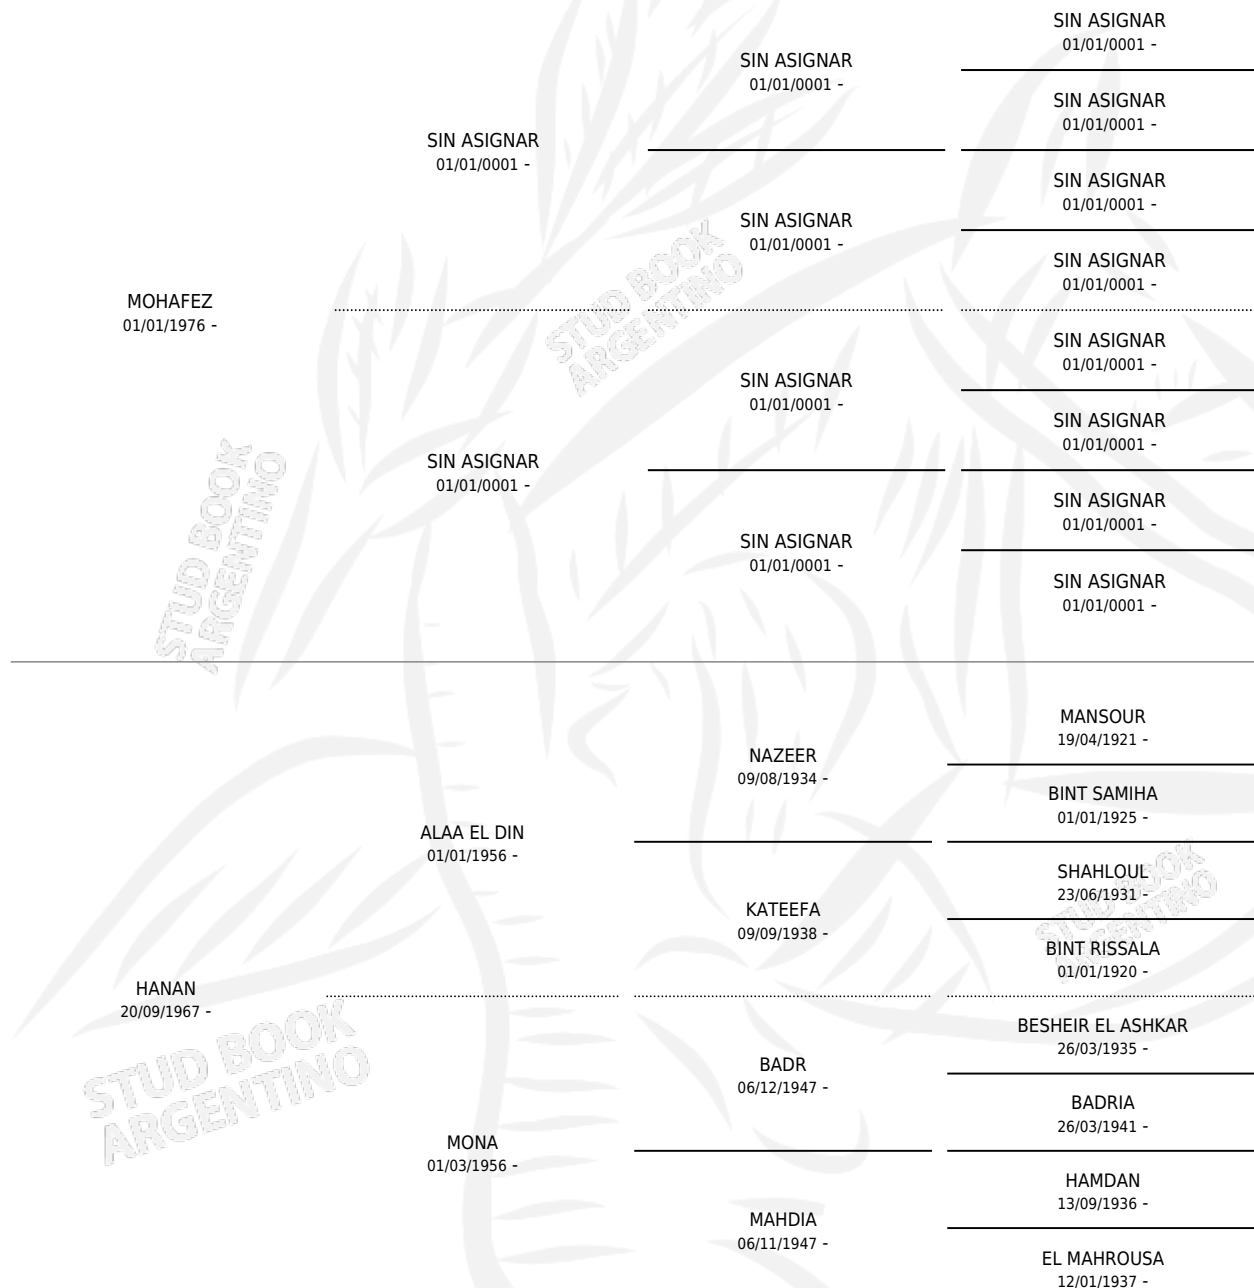 SIN ASIGNAR
01/01/0001 -
SIN ASIGNAR
01/01/0001 -
SIN ASIGNAR
01/01/0001 -
SIN ASIGNAR
01/01/0001 -
SIN ASIGNAR
01/01/0001 -
SIN ASIGNAR
01/01/0001 -
SIN ASIGNAR
01/01/0001 -
STUD BOOK
ARGENTINO
MOHAFEZ
01/01/1976 -
SIN ASIGNAR
01/01/0001 -
SIN ASIGNAR
01/01/0001 -
SIN ASIGNAR
01/01/0001 -
SIN ASIGNAR
01/01/0001 -
STUD BOOK
ARGENTINO
SIN ASIGNAR
01/01/0001 -
SIN ASIGNAR
01/01/0001 -
SIN ASIGNAR
01/01/0001 -
MANSOUR
19/04/1921 -
NAZEER
09/08/1934 -
BINT SAMIHA
01/01/1925 -
ALAA EL DIN
01/01/1956 -
SHAHLOUL
23/06/1931 -
STUD BOOK
ARGENTINO
KATEEFA
09/09/1938 -
BINT RISSALA
01/01/1920 -
HANAN
20/09/1967 -
STUD BOOK
ARGENTINO
BESHEIR EL ASHKAR
26/03/1935 -
BADR
06/12/1947 -
BADRIA
26/03/1941 -
MONA
01/03/1956 -
HAMDAN
13/09/1936 -
MAHDIA
06/11/1947 -
EL MAHROUSA
12/01/1937 -